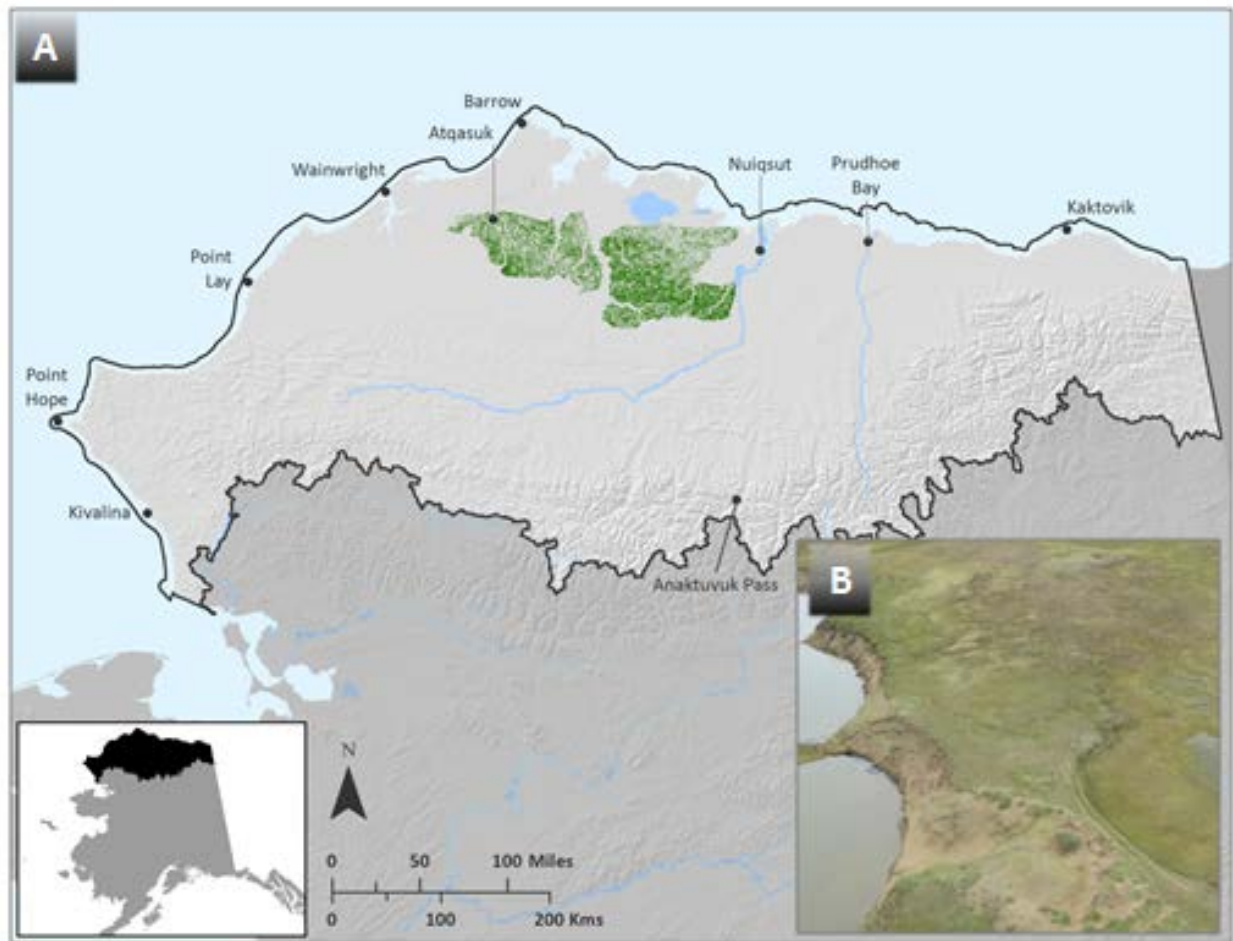 A
Barrow
Atqasuk
Wainwright
Nuiqsut
Prudhoe
Bay
Kaktovik
Point
Lay
Point
Hope
Kivalina
Anaktuvuk Pass
B
N
0 50 100 Miles
0 100 200 Kms